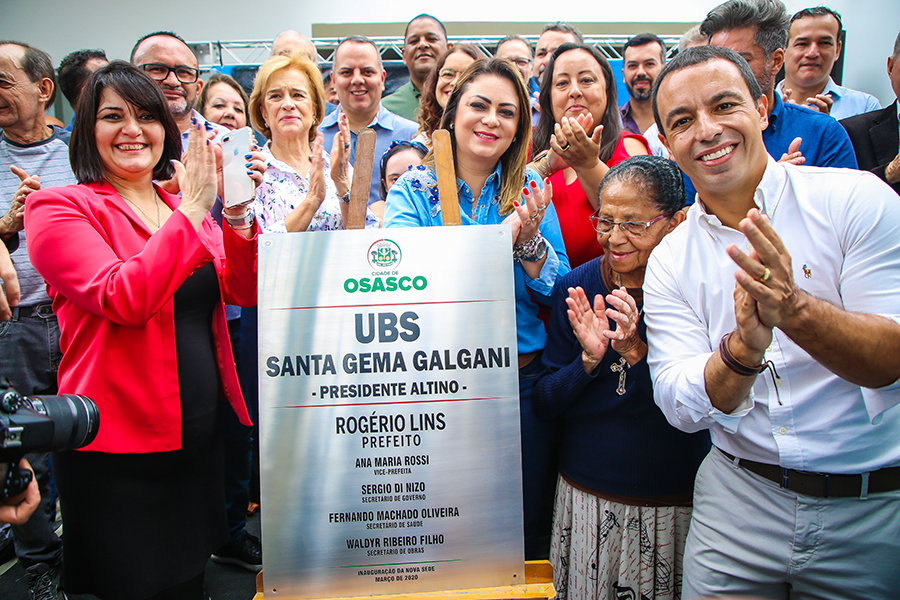 CIDADE DE
OSASCO
UBS
SANTA GEMA GALGANI
- PRESIDENTE ALTINO -
ROGÉRIO LINS
PREFEITO
ANA MARIA ROSSI
VICE-PREFEITA
SERGIO DI NIZO
SECRETÁRIO DE GOVERNO
FERNANDO MACHADO OLIVEIRA
SECRETÁRIO DE SAÚDE
WALDYR RIBEIRO FILHO
SECRETÁRIO DE OBRAS
INAUGURAÇÃO DA NOVA SEDE
MARÇO DE 2020